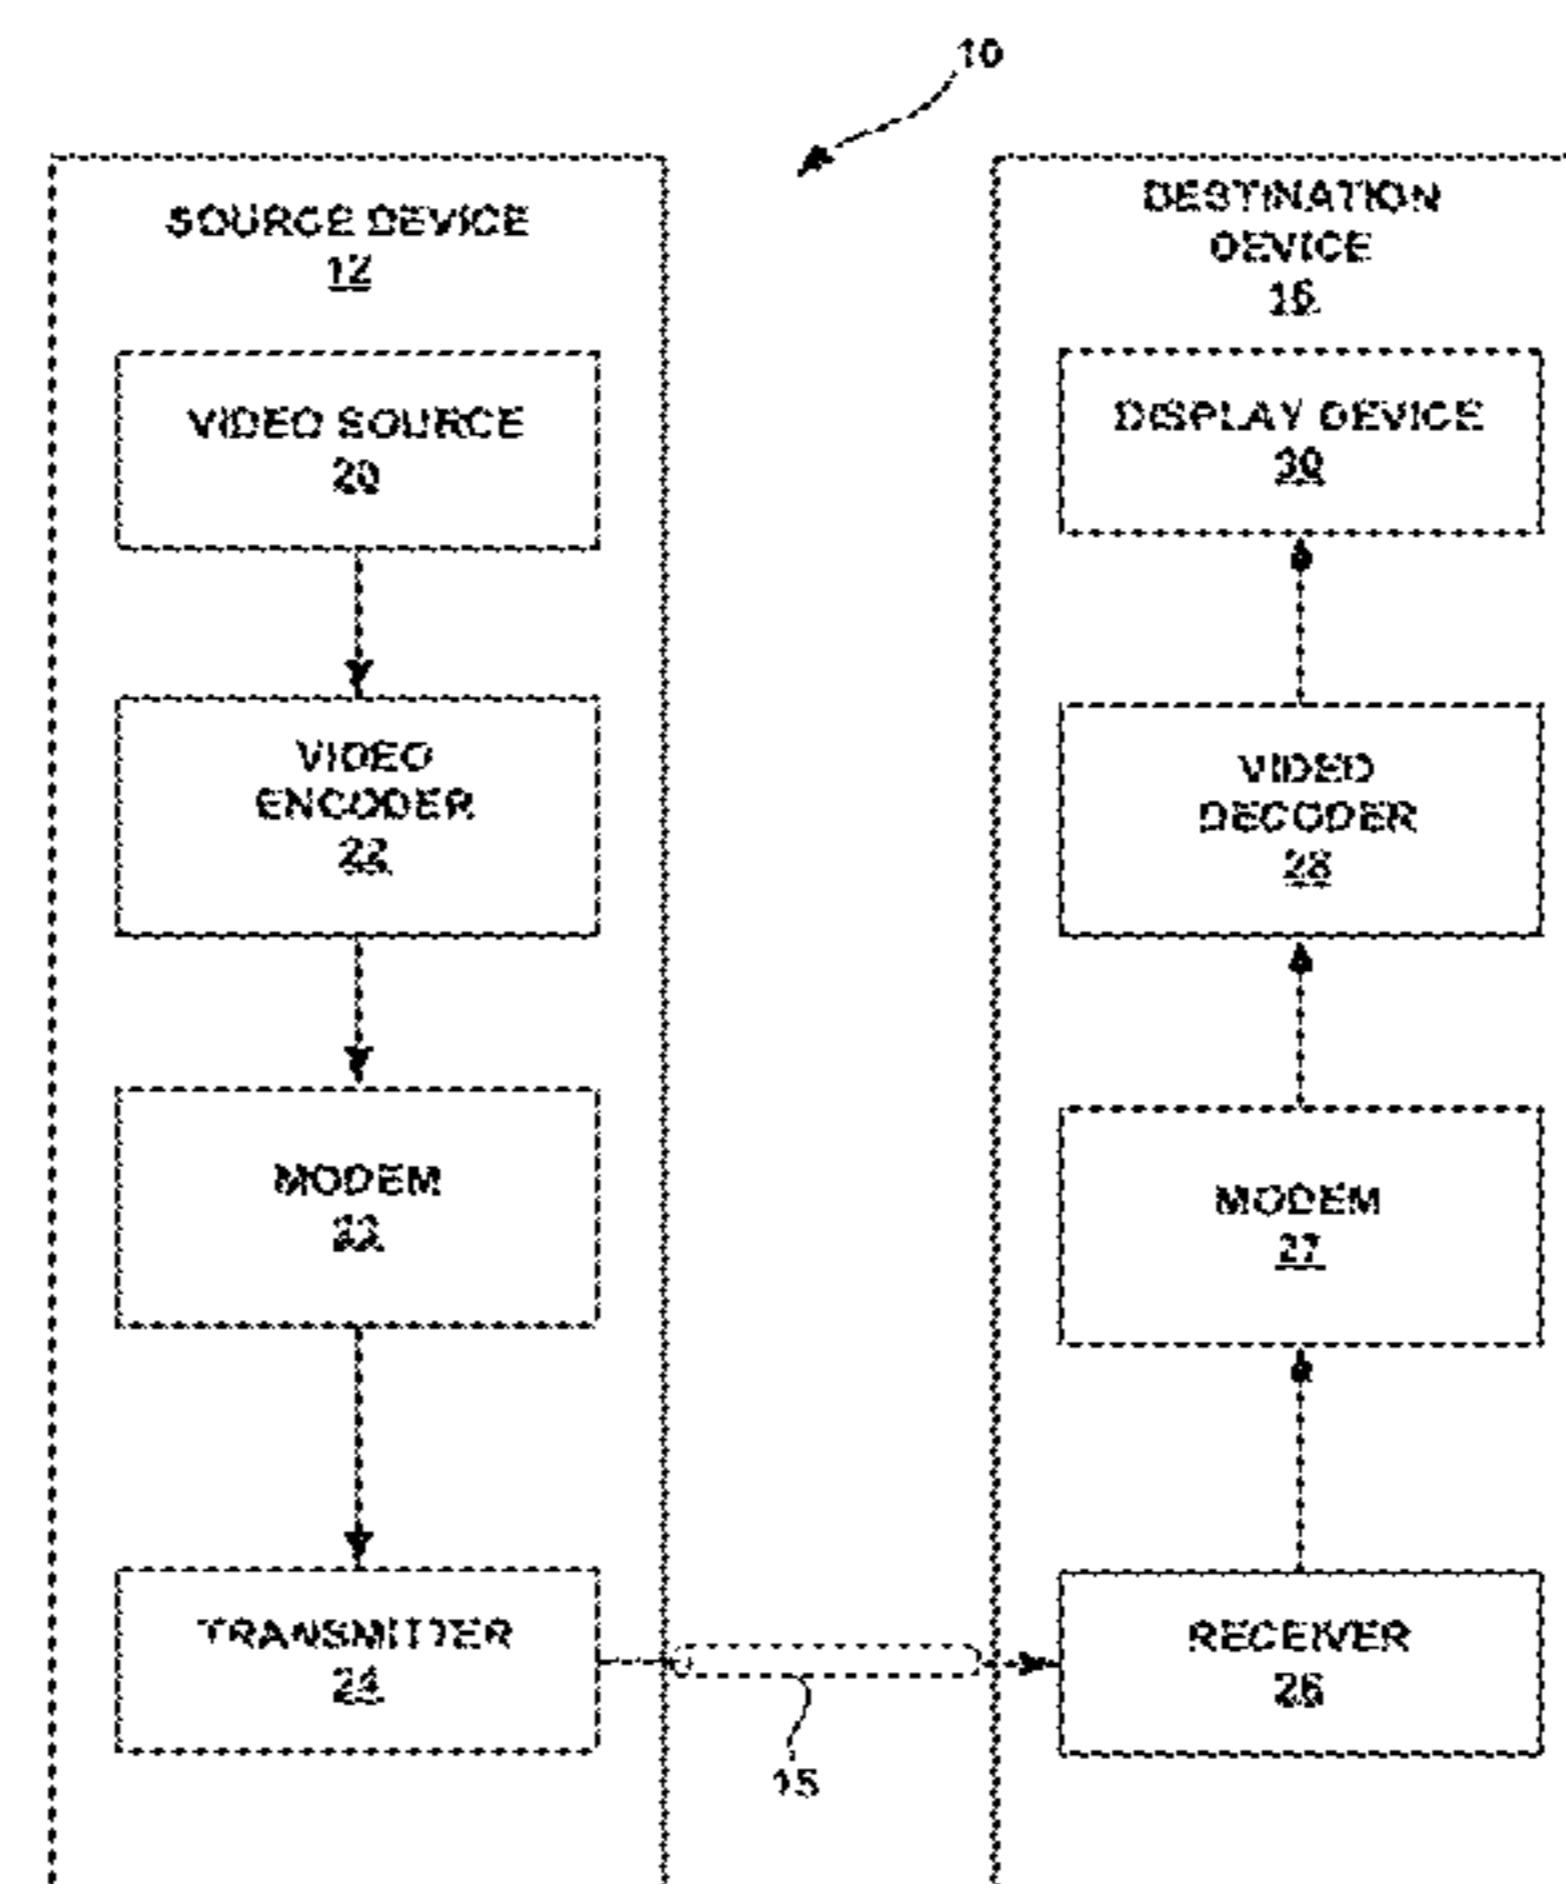 10
SOURCE DEVICE
12
VIDEO SOURCE
20
VIDEO
ENCODER
22
MODEM
23
TRANSMITTER
24
15
DESTINATION
DEVICE
16
DISPLAY DEVICE
30
VIDEO
DECODER
28
MODEM
27
RECEIVER
26